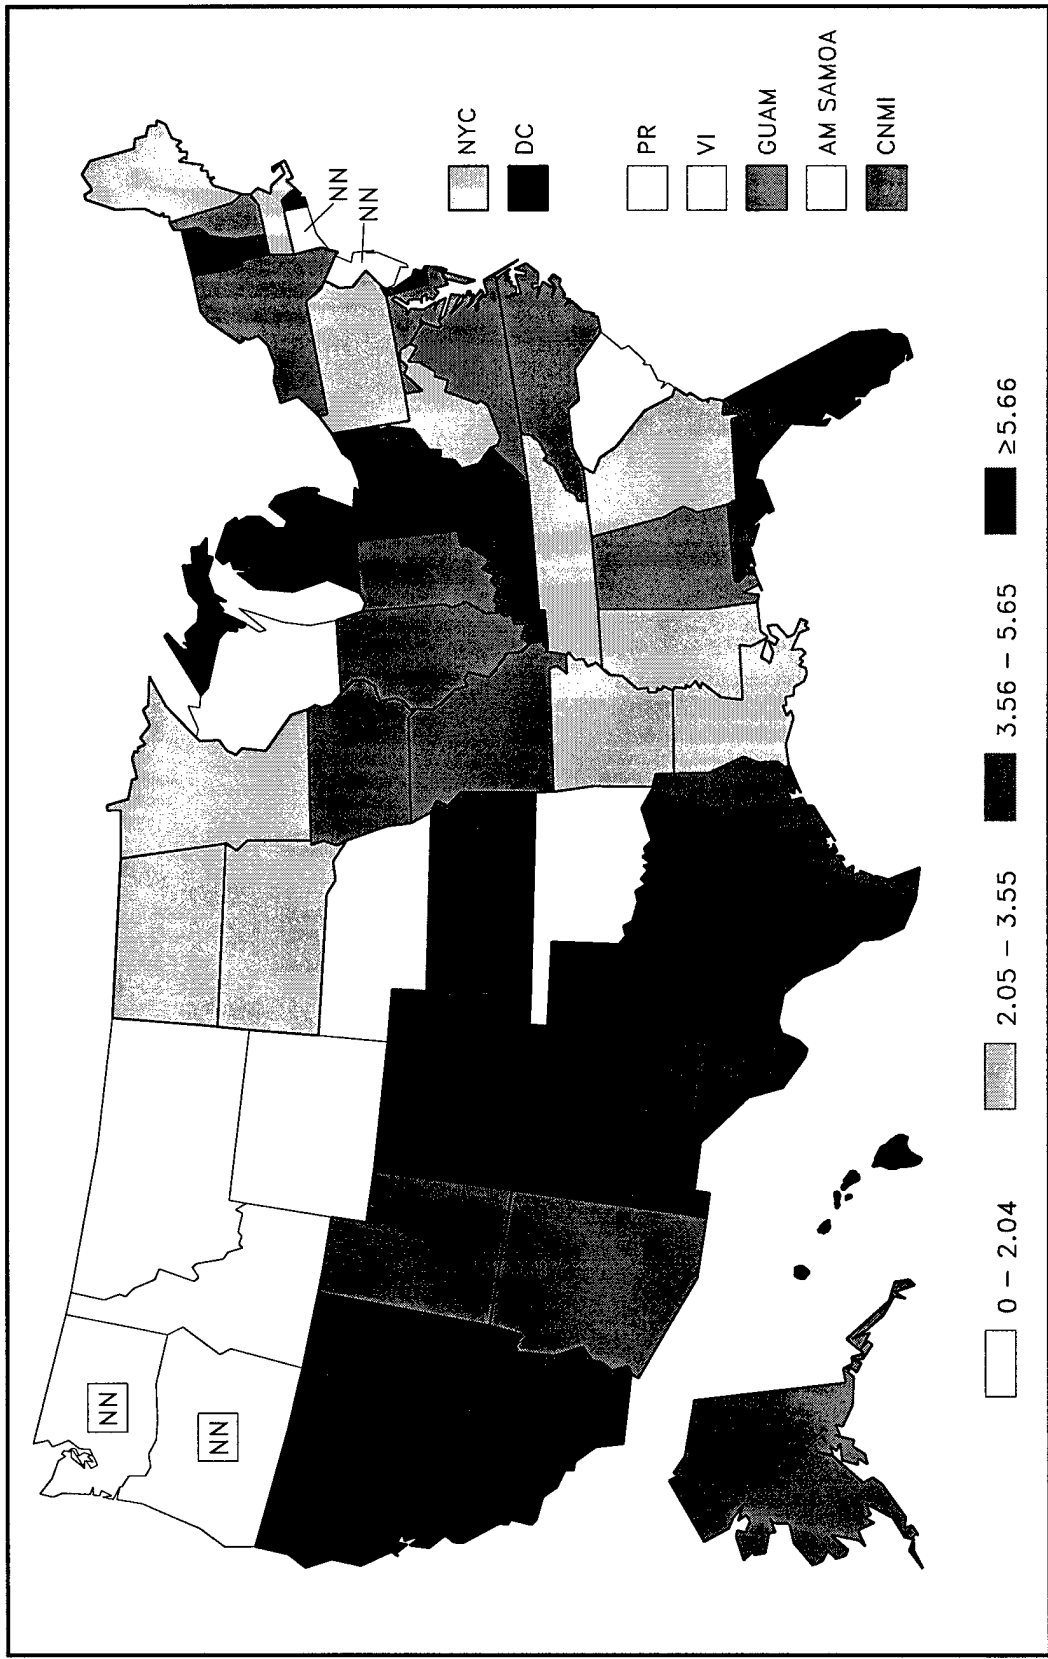 NN
NN
NN
NN
NYC
DC
PR
VI
GUAM
AM SAMOA
CNMI
0 – 2.04
2.05 – 3.55
3.56 – 5.65
≥5.66